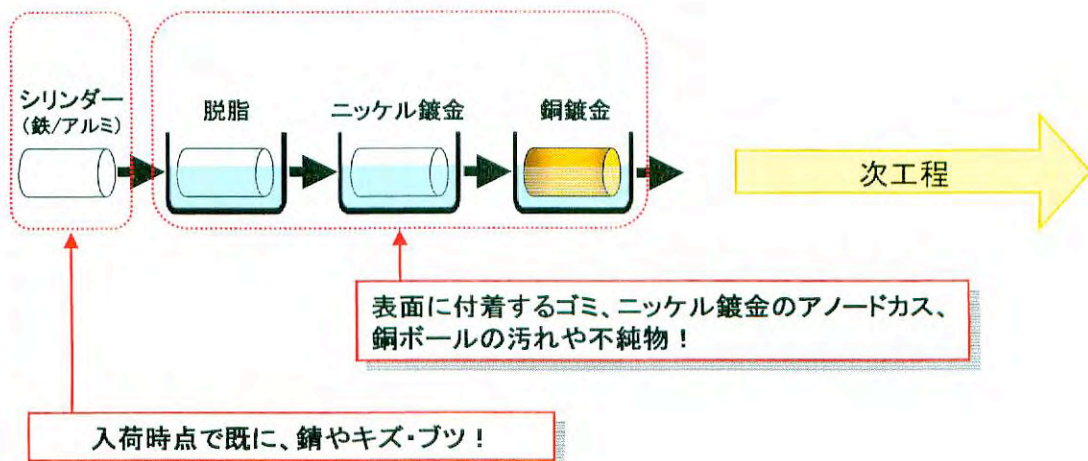 シリンダー
(鉄/アルミ)
脱脂
ニッケル鍍金
銅鍍金
次工程
表面に付着するゴミ、ニッケル鍍金のアノードカス、
銅ボールの汚れや不純物！
入荷時点で既に、錆やキズ・ブツ！